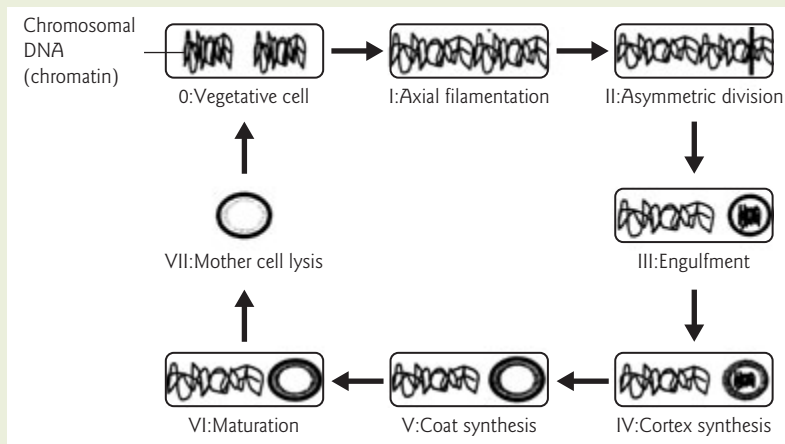 Chromosomal
DNA
(chromatin)
0:Vegetative cell
I:Axial filamentation
II:Asymmetric division
VII:Mother cell lysis
III:Engulfment
VI:Maturation
V:Coat synthesis
IV:Cortex synthesis